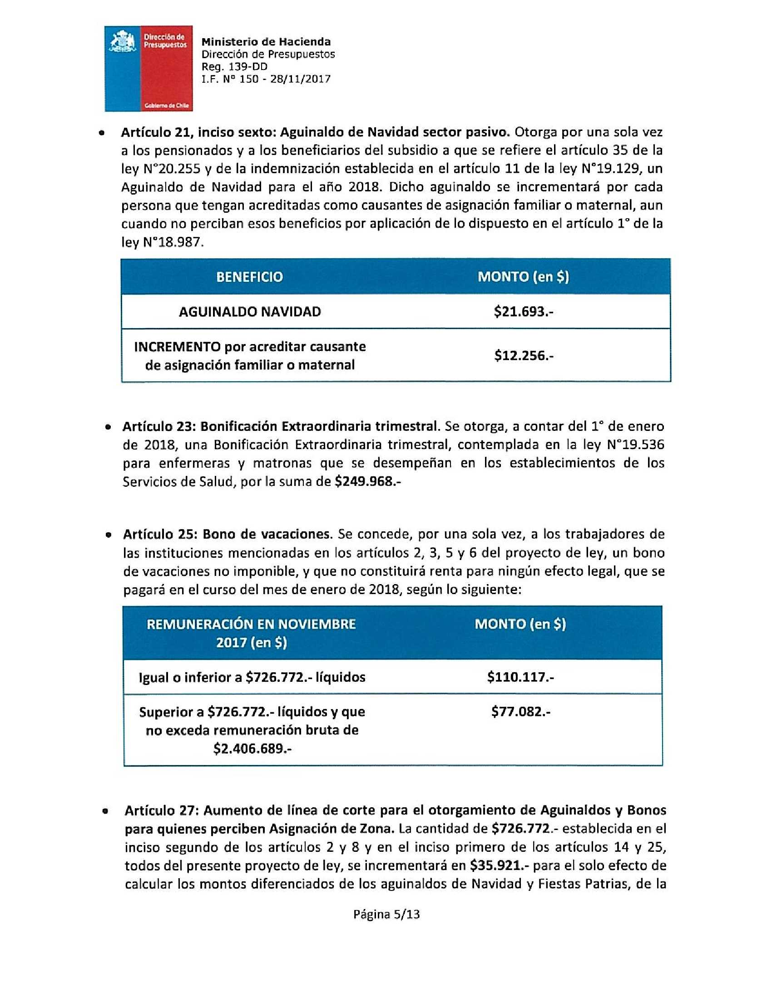 Dirección de
Presupuestos
Gobierno de Chile
Ministerio de Hacienda
Dirección de Presupuestos
Reg. 139-DD
I.F. Nº 150 - 28/11/2017
• Artículo 21, inciso sexto: Aguinaldo de Navidad sector pasivo. Otorga por una sola vez
a los pensionados y a los beneficiarios del subsidio a que se refiere el artículo 35 de la
ley N°20.255 y de la indemnización establecida en el artículo 11 de la ley N°19.129, un
Aguinaldo de Navidad para el año 2018. Dicho aguinaldo se incrementará por cada
persona que tengan acreditadas como causantes de asignación familiar o maternal, aun
cuando no perciban esos beneficios por aplicación de lo dispuesto en el artículo 1° de la
ley N°18.987.
BENEFICIO MONTO (en $)
AGUINALDO NAVIDAD $21.693.-
INCREMENTO por acreditar causante
de asignación familiar o maternal
$12.256.-
• Artículo 23: Bonificación Extraordinaria trimestral. Se otorga, a contar del 1° de enero
de 2018, una Bonificación Extraordinaria trimestral, contemplada en la ley N°19.536
para enfermeras y matronas que se desempeñan en los establecimientos de los
Servicios de Salud, por la suma de $249.968.-
• Artículo 25: Bono de vacaciones. Se concede, por una sola vez, a los trabajadores de
las instituciones mencionadas en los artículos 2, 3, 5 y 6 del proyecto de ley, un bono
de vacaciones no imponible, y que no constituirá renta para ningún efecto legal, que se
pagará en el curso del mes de enero de 2018, según lo siguiente:
REMUNERACIÓN EN NOVIEMBRE MONTO (en $)
2017 (en $)
Igual o inferior a $726.772.- líquidos $110.117.-
Superior a $726.772.- líquidos y que $77.082.-
no exceda remuneración bruta de
$2.406.689.-
• Artículo 27: Aumento de línea de corte para el otorgamiento de Aguinaldos y Bonos
para quienes perciben Asignación de Zona. La cantidad de $726.772.- establecida en el
inciso segundo de los artículos 2 y 8 y en el inciso primero de los artículos 14 y 25,
todos del presente proyecto de ley, se incrementará en $35.921.- para el solo efecto de
calcular los montos diferenciados de los aguinaldos de Navidad y Fiestas Patrias, de la
Página 5/13